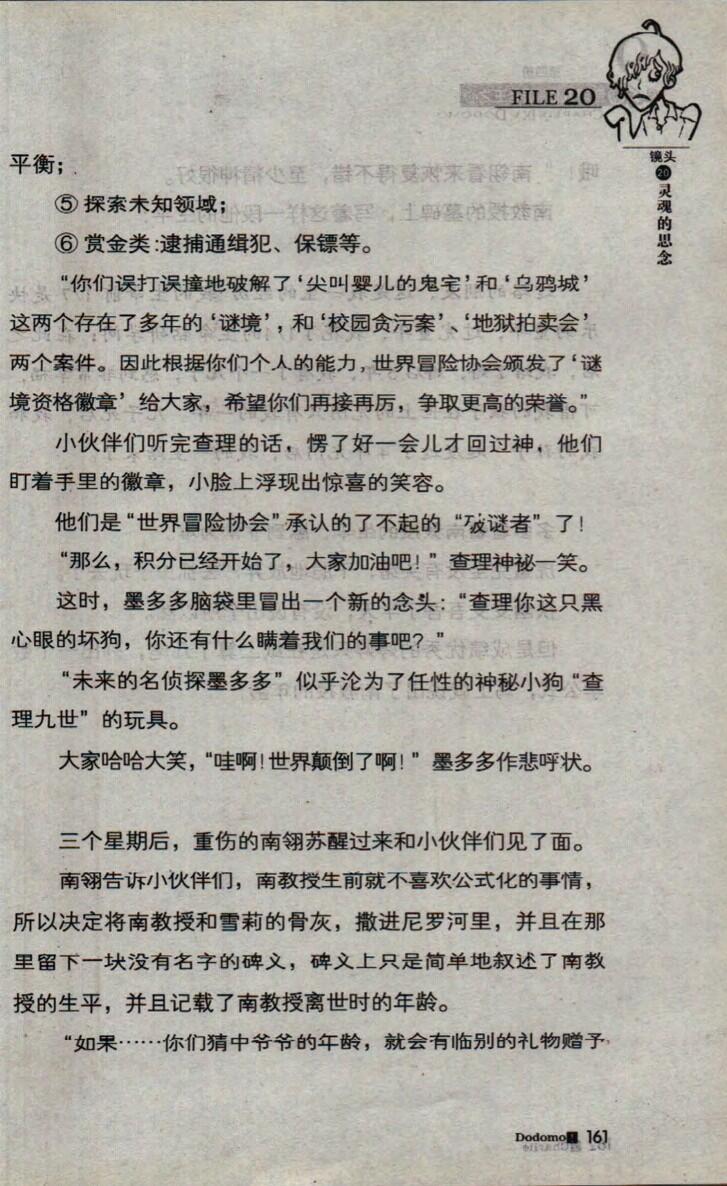 FILE 20
镜头
20
灵魂的思念
平衡；
⑤ 探索未知领域；
⑥ 赏金类：逮捕通缉犯、保镖等。
“你们误打误撞地破解了‘尖叫婴儿的鬼宅’和‘乌鸦城’
这两个存在了多年的‘谜境’，和‘校园贪污案’、‘地狱拍卖会’
两个案件。因此根据你们个人的能力，世界冒险协会颁发了‘谜
境资格徽章’给大家，希望你们再接再厉，争取更高的荣誉。”
小伙伴们听完查理的话，愣了好一会儿才回过神，他们
盯着手里的徽章，小脸上浮现出惊喜的笑容。
他们是“世界冒险协会”承认的了不起的“破谜者”了！
“那么，积分已经开始了，大家加油吧！”查理神祕一笑。
这时，墨多多脑袋里冒出一个新的念头：“查理你这只黑
心眼的坏狗，你还有什么瞒着我们的事吧？”
“未来的名侦探墨多多”似乎沦为了任性的神秘小狗“查
理九世”的玩具。
大家哈哈大笑，“哇啊！世界颠倒了啊！”墨多多作悲呼状。
三个星期后，重伤的南翎苏醒过来和小伙伴们见了面。
南翎告诉小伙伴们，南教授生前就不喜欢公式化的事情，
所以决定将南教授和雪莉的骨灰，撒进尼罗河里，并且在那
里留下一块没有名字的碑义，碑义上只是简单地叙述了南教
授的生平，并且记载了南教授离世时的年龄。
“如果……你们猜中爷爷的年龄，就会有临别的礼物赠予
Dodomo 161